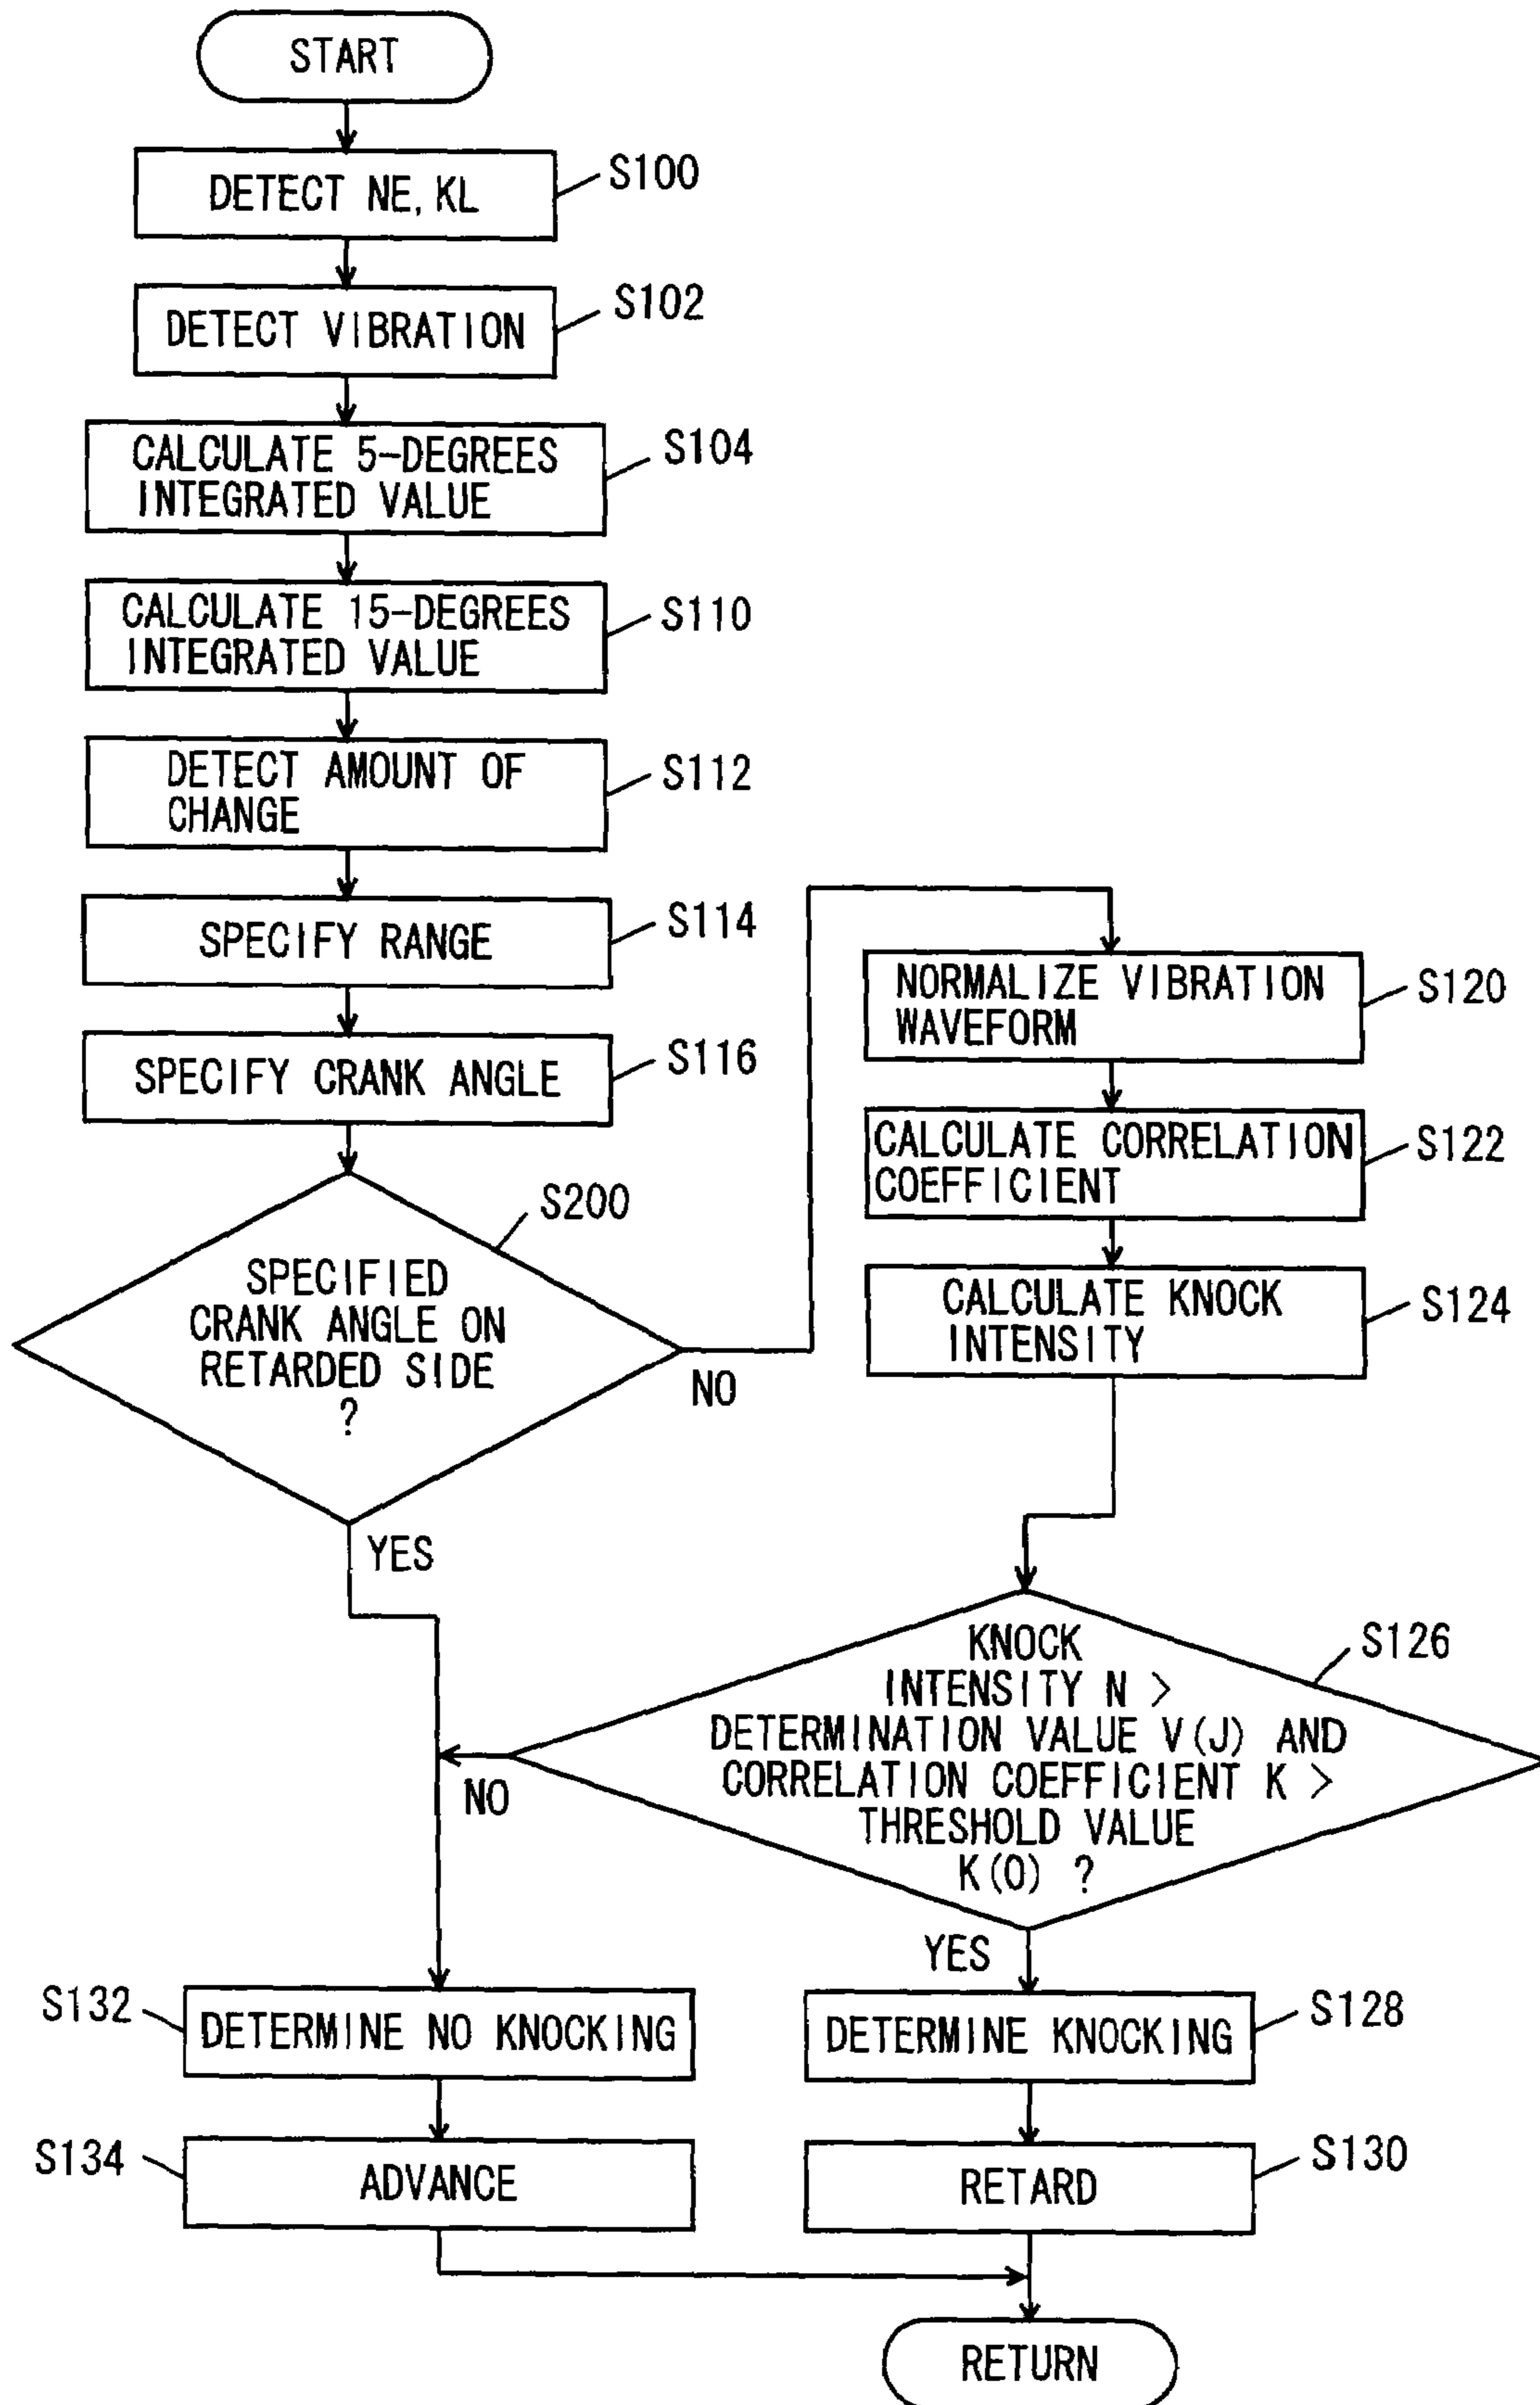 START
DETECT NE, KL
S100
DETECT VIBRATION
S102
CALCULATE 5-DEGREES
INTEGRATED VALUE
S104
CALCULATE 15-DEGREES
INTEGRATED VALUE
S110
DETECT AMOUNT OF
CHANGE
S112
SPECIFY RANGE
S114
SPECIFY CRANK ANGLE
S116
SPECIFIED
CRANK ANGLE ON
RETARDED SIDE
?
S200
NO
YES
NORMALIZE VIBRATION
WAVEFORM
S120
CALCULATE CORRELATION
COEFFICIENT
S122
CALCULATE KNOCK
INTENSITY
S124
KNOCK
INTENSITY N >
DETERMINATION VALUE V(J) AND
CORRELATION COEFFICIENT K >
THRESHOLD VALUE
K(0) ?
S126
NO
YES
S132
DETERMINE NO KNOCKING
DETERMINE KNOCKING
S128
S134
ADVANCE
RETARD
S130
RETURN